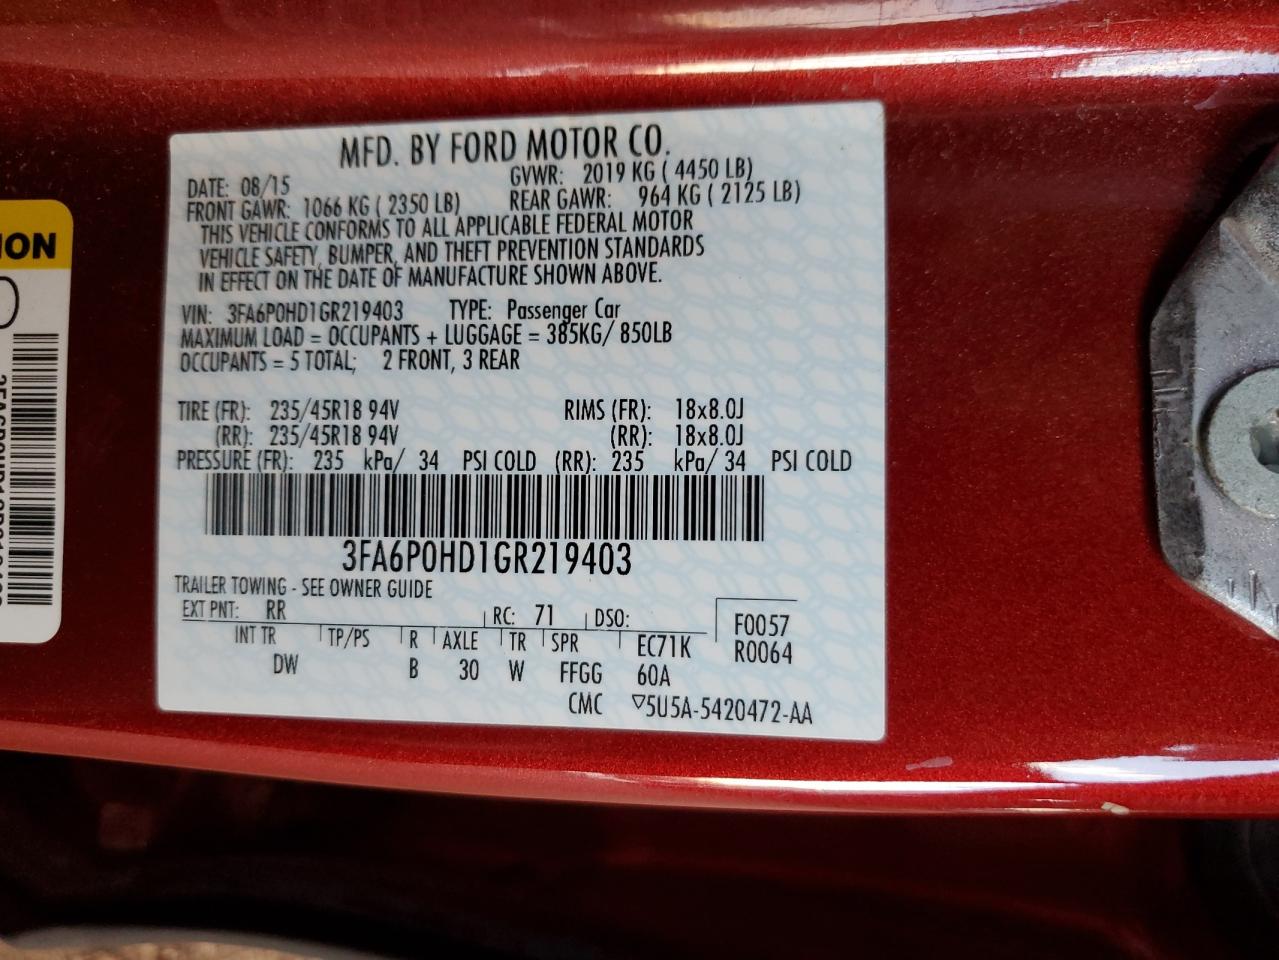 MFD. BY FORD MOTOR CO.
DATE: 08/15 GVWR: 2019 KG ( 4450 LB)
FRONT GAWR: 1066 KG ( 2350 LB) REAR GAWR: 964 KG ( 2125 LB)
THIS VEHICLE CONFORMS TO ALL APPLICABLE FEDERAL MOTOR
VEHICLE SAFETY, BUMPER, AND THEFT PREVENTION STANDARDS
IN EFFECT ON THE DATE OF MANUFACTURE SHOWN ABOVE.
VIN: 3FA6P0HD1GR219403 TYPE: Passenger Car
MAXIMUM LOAD = OCCUPANTS + LUGGAGE = 385KG/ 850LB
OCCUPANTS = 5 TOTAL; 2 FRONT, 3 REAR
TIRE (FR): 235/45R18 94V RIMS (FR): 18x8.0J
(RR): 235/45R18 94V (RR): 18x8.0J
PRESSURE (FR): 235 kPa/ 34 PSI COLD (RR): 235 kPa/ 34 PSI COLD
3FA6P0HD1GR219403
TRAILER TOWING - SEE OWNER GUIDE
EXT PNT: RR RC: 71 DSO: F0057
INT TR TP/PS R AXLE TR SPR EC71K R0064
DW B 30 W FFGG 60A
CMC ▽5U5A-5420472-AA
ION